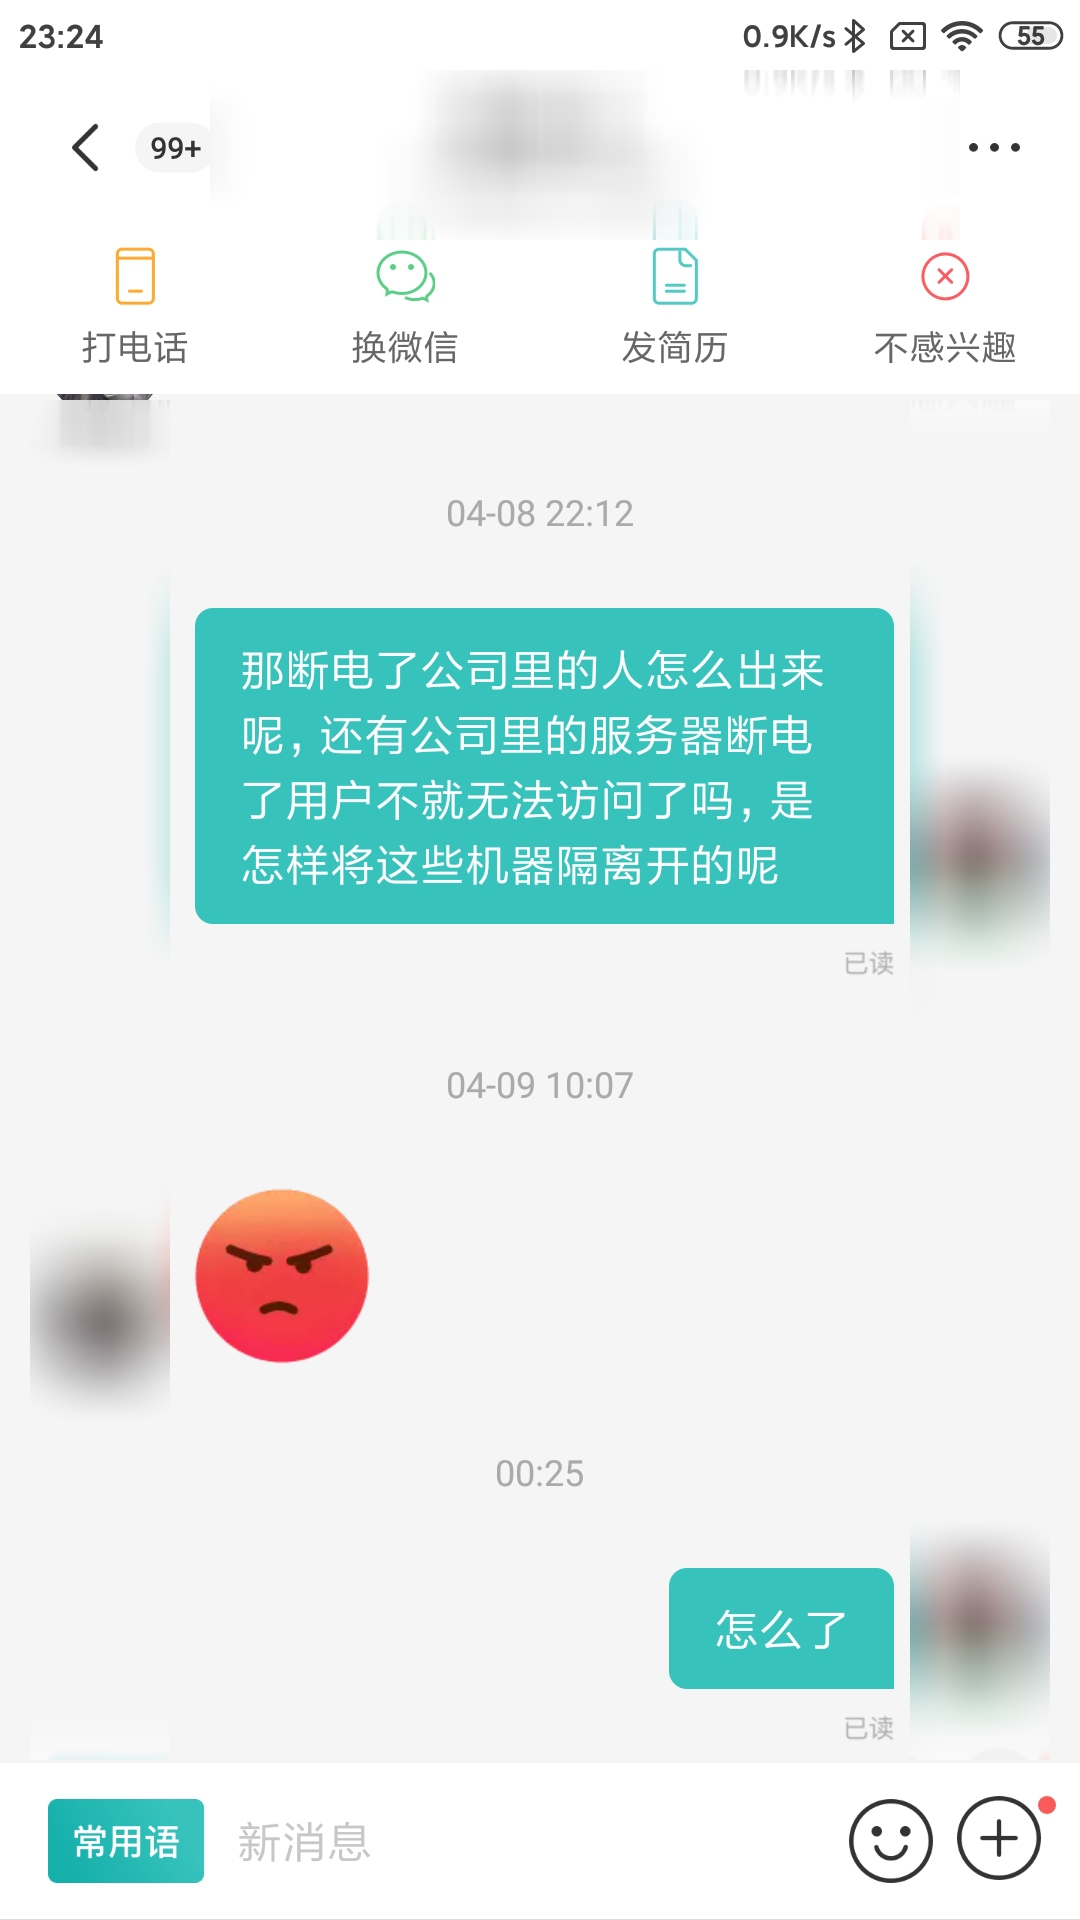 23:24
0.9K/s
55
99+
打电话
换微信
发简历
不感兴趣
04-08 22:12
那断电了公司里的人怎么出来
呢，还有公司里的服务器断电
了用户不就无法访问了吗，是
怎样将这些机器隔离开的呢
已读
04-09 10:07
00:25
怎么了
已读
常用语
新消息